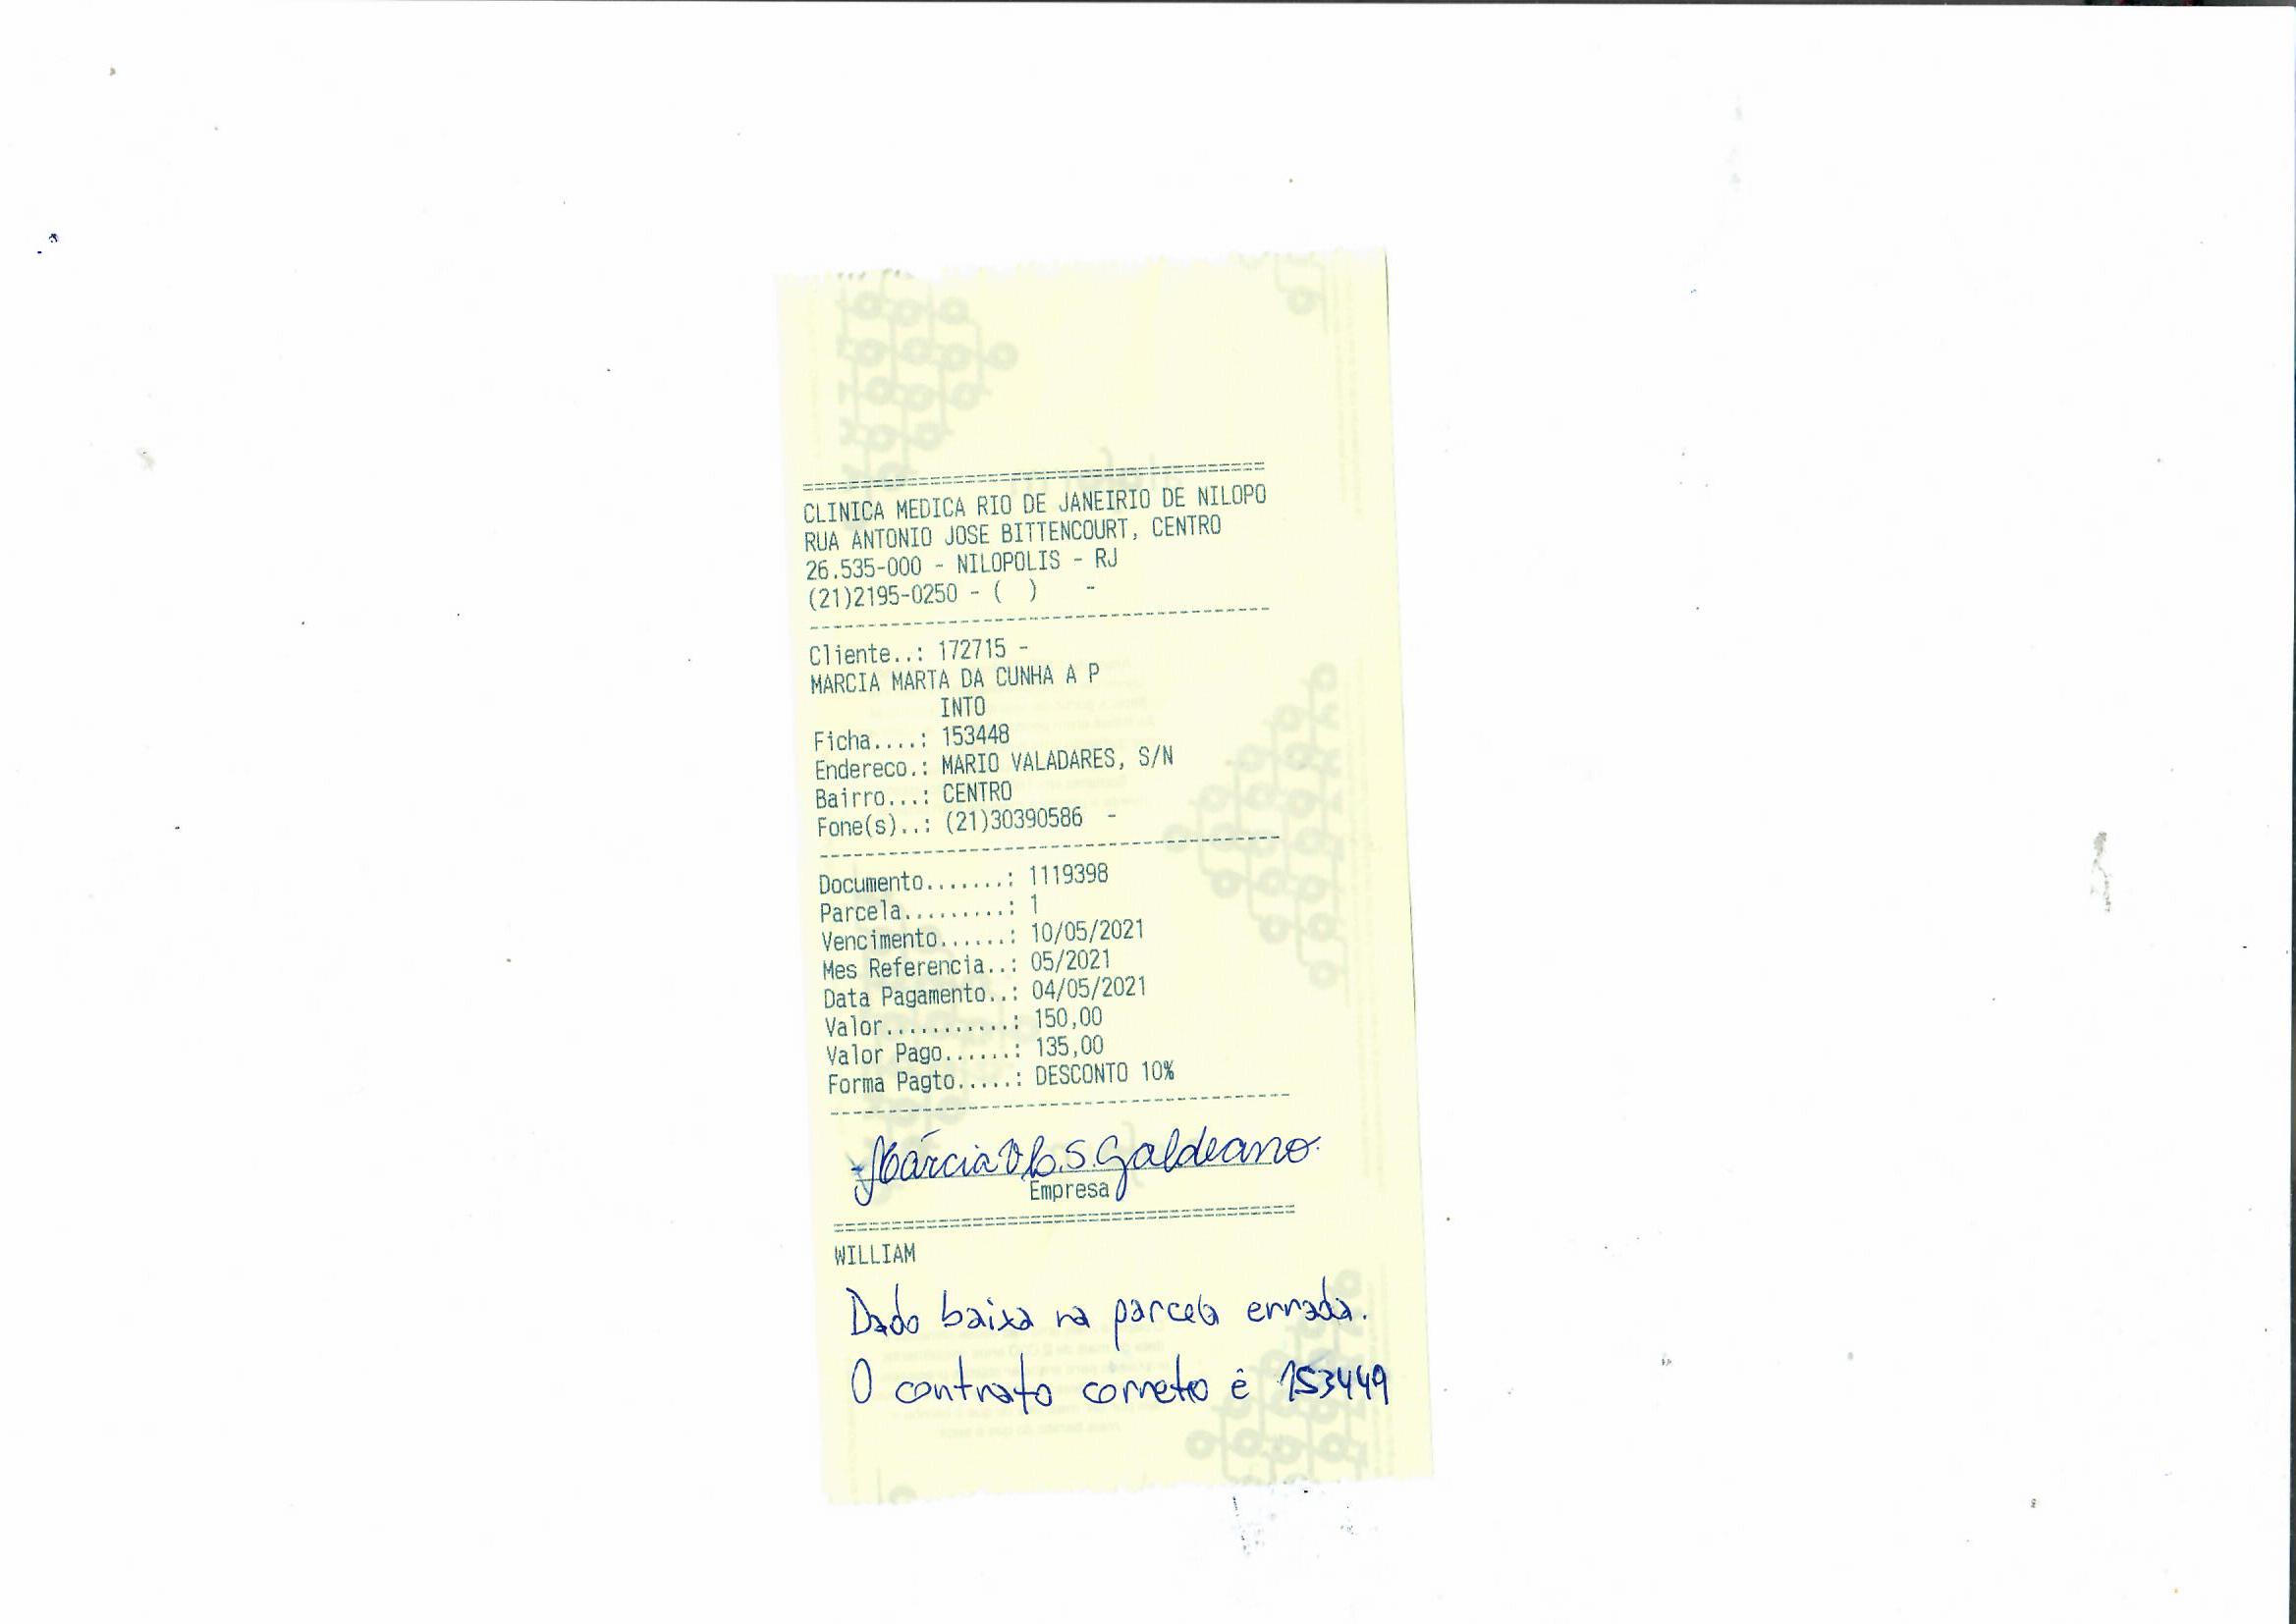 ======================================
CLINICA MEDICA RIO DE JANEIRIO DE NILOPO
RUA ANTONIO JOSE BITTENCOURT, CENTRO
26.535-000 - NILOPOLIS - RJ
(21)2195-0250 - (  )    -
----------------------------------------
Cliente..: 172715 -
MARCIA MARTA DA CUNHA A P
INTO
Ficha....: 153448
Endereco.: MARIO VALADARES, S/N
Bairro...: CENTRO
Fone(s)..: (21)30390586  -
----------------------------------------
Documento.......: 1119398
Parcela.........: 1
Vencimento......: 10/05/2021
Mes Referencia..: 05/2021
Data Pagamento..: 04/05/2021
Valor...........: 150,00
Valor Pago......: 135,00
Forma Pagto.....: DESCONTO 10%
----------------------------------------
Márcia S. Galdeano.
Empresa
========================================
WILLIAM
Dado baixa na parcela errada.
O contrato correto é 153449